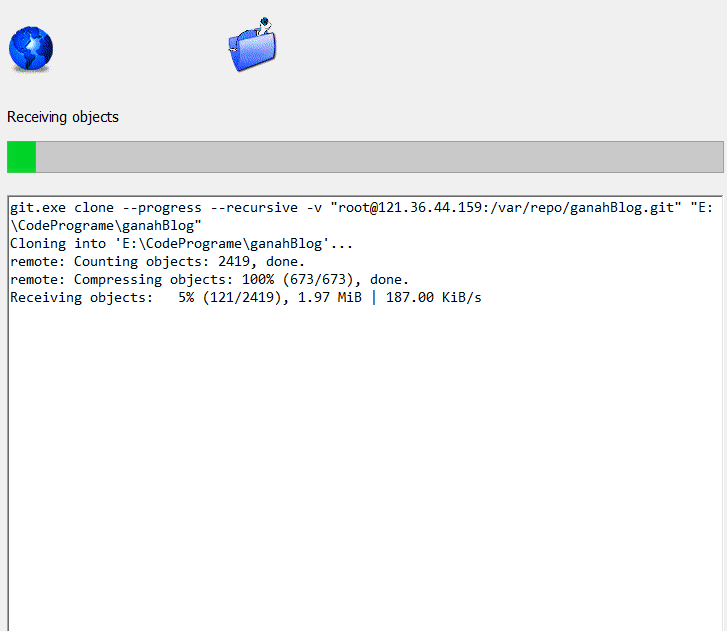 Receiving objects
git.exe clone --progress --recursive -v "root@121.36.44.159:/var/repo/ganahBlog.git" "E:
\CodePrograme\ganahBlog"
Cloning into 'E:\CodePrograme\ganahBlog'...
remote: Counting objects: 2419, done.
remote: Compressing objects: 100% (673/673), done.
Receiving objects:   5% (121/2419), 1.97 MiB | 187.00 KiB/s